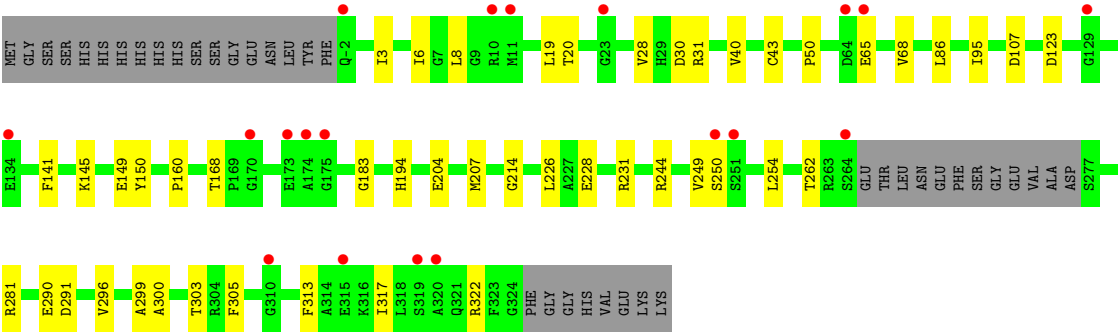 MET GLY SER SER HIS HIS HIS HIS HIS HIS SER SER GLY GLU ASN LEU TYR PHE Q-2 I3 I6 G7 L8 G9 R10 M11 L19 T20 G23 V28 H29 D30 R31 V40 C43 P50 D64 E65 V68 L86 I95 D107 D123 G129
E134 F141 K145 E149 Y150 P160 T168 P169 G170 E173 A174 G175 G183 H194 E204 M207 G214 L226 A227 E228 R231 R244 V249 S250 S251 L254 T262 R263 S264 GLU THR LEU ASN GLU PHE SER GLY GLU VAL ALA ASP S277
R281 E290 D291 V296 A299 A300 T303 R304 F305 G310 F313 A314 E315 K316 I317 L318 S319 A320 Q321 R322 F323 G324 PHE GLY GLY HIS VAL GLU LYS LYS